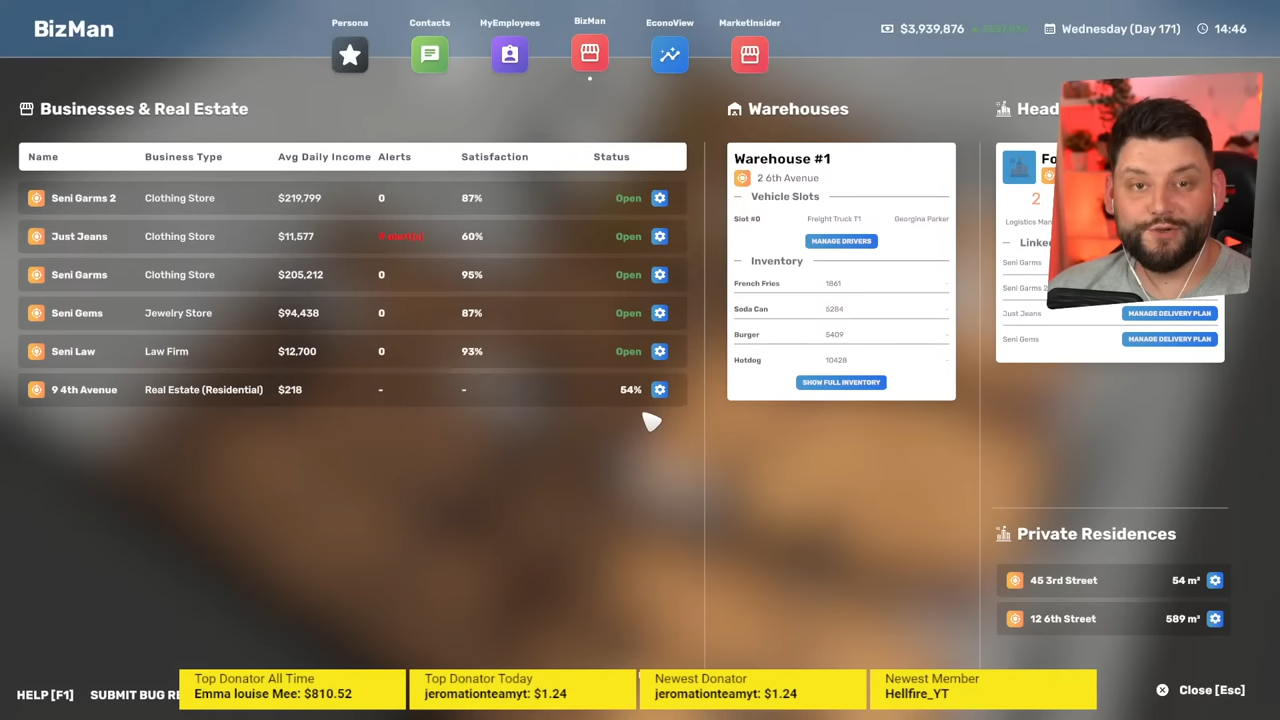 BizMan
Persona
Contacts
MyEmployees
BizMan
EconoView
MarketInsider
$3,939,876
Wednesday (Day 171)
14:46
Businesses & Real Estate
Name Business Type Avg Daily Income Alerts Satisfaction Status
Seni Garms 2 Clothing Store $219,799 0 87% Open
Just Jeans Clothing Store $11,577 60% Open
Seni Garms Clothing Store $205,212 0 95% Open
Seni Gems Jewelry Store $94,438 0 87% Open
Seni Law Law Firm $12,700 0 93% Open
9 4th Avenue Real Estate (Residential) $218 - - 54%
Warehouses
Warehouse #1
2 6th Avenue
Vehicle Slots
Slot #0 Freight Truck T1 Georgina Parker
MANAGE DRIVERS
Inventory
French Fries 1861 -
Soda Can 5284 -
Burger 5409 -
Hotdog 10428 -
SHOW FULL INVENTORY
Head
Fo
2
Logistics Man
Linke
Seni Garms
Seni Garms 2
Just Jeans MANAGE DELIVERY PLAN
Seni Gems MANAGE DELIVERY PLAN
Private Residences
45 3rd Street 54 m²
12 6th Street 589 m²
HELP [F1] SUBMIT BUG RE
Top Donator All Time
Emma louise Mee: $810.52
Top Donator Today
jeromationteamyt: $1.24
Newest Donator
jeromationteamyt: $1.24
Newest Member
Hellfire_YT
Close [Esc]